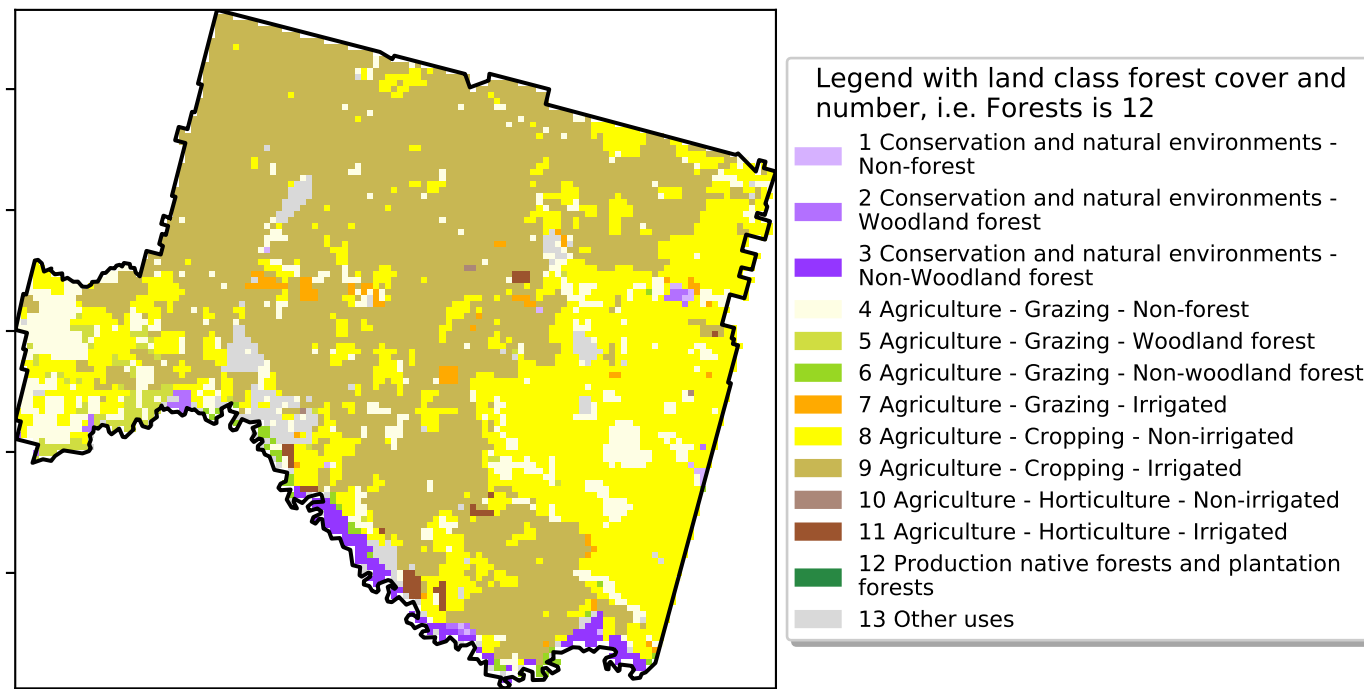 Legend with land class forest cover and
number, i.e. Forests is 12
1 Conservation and natural environments -
Non-forest
2 Conservation and natural environments -
Woodland forest
3 Conservation and natural environments -
Non-Woodland forest
4 Agriculture - Grazing - Non-forest
5 Agriculture - Grazing - Woodland forest
6 Agriculture - Grazing - Non-woodland forest
7 Agriculture - Grazing - Irrigated
8 Agriculture - Cropping - Non-irrigated
9 Agriculture - Cropping - Irrigated
10 Agriculture - Horticulture - Non-irrigated
11 Agriculture - Horticulture - Irrigated
12 Production native forests and plantation
forests
13 Other uses